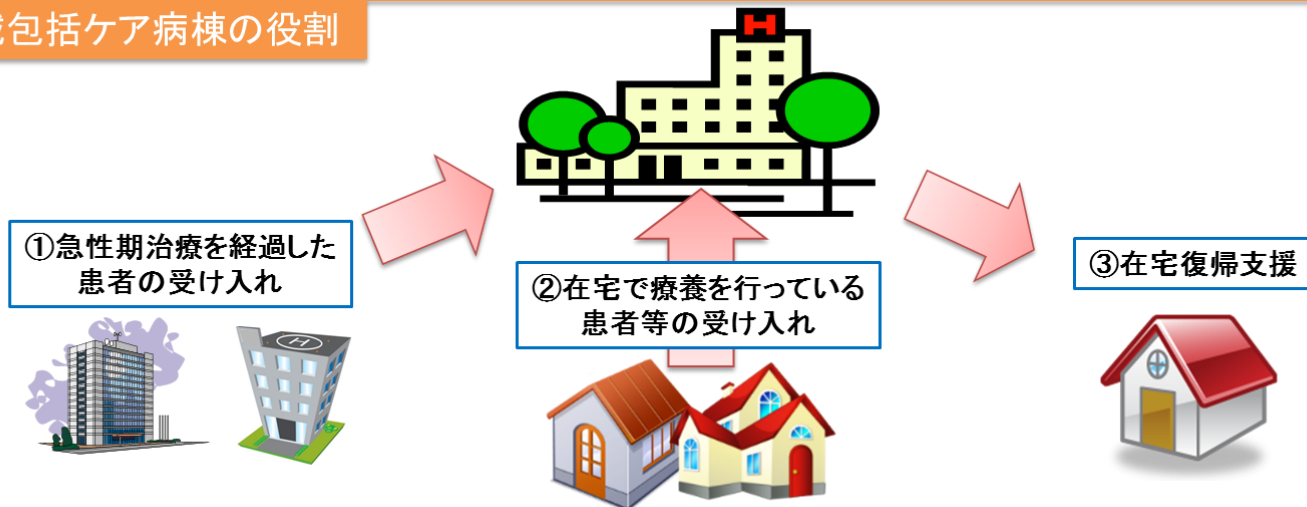 包括ケア病棟の役割
H
①急性期治療を経過した
患者の受け入れ
②在宅で療養を行っている
患者等の受け入れ
③在宅復帰支援
H